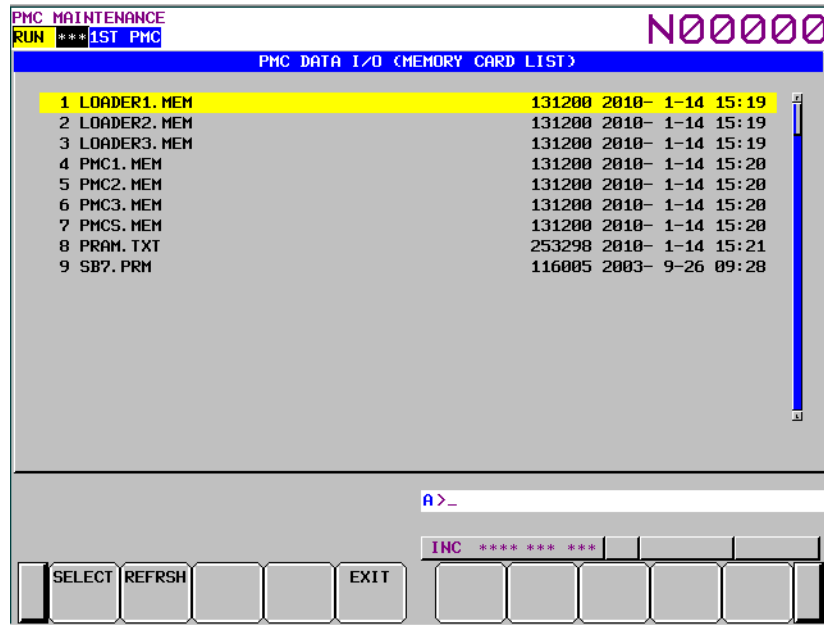 PMC MAINTENANCE
RUN ***1ST PMC
N00000
PMC DATA I/O (MEMORY CARD LIST)
1 LOADER1.MEM 131200 2010- 1-14 15:19
2 LOADER2.MEM 131200 2010- 1-14 15:19
3 LOADER3.MEM 131200 2010- 1-14 15:19
4 PMC1.MEM 131200 2010- 1-14 15:20
5 PMC2.MEM 131200 2010- 1-14 15:20
6 PMC3.MEM 131200 2010- 1-14 15:20
7 PMCS.MEM 131200 2010- 1-14 15:20
8 PRAM.TXT 253298 2010- 1-14 15:21
9 SB7.PRM 116005 2003- 9-26 09:28
A>_
INC **** *** ***
SELECT REFRSH EXIT